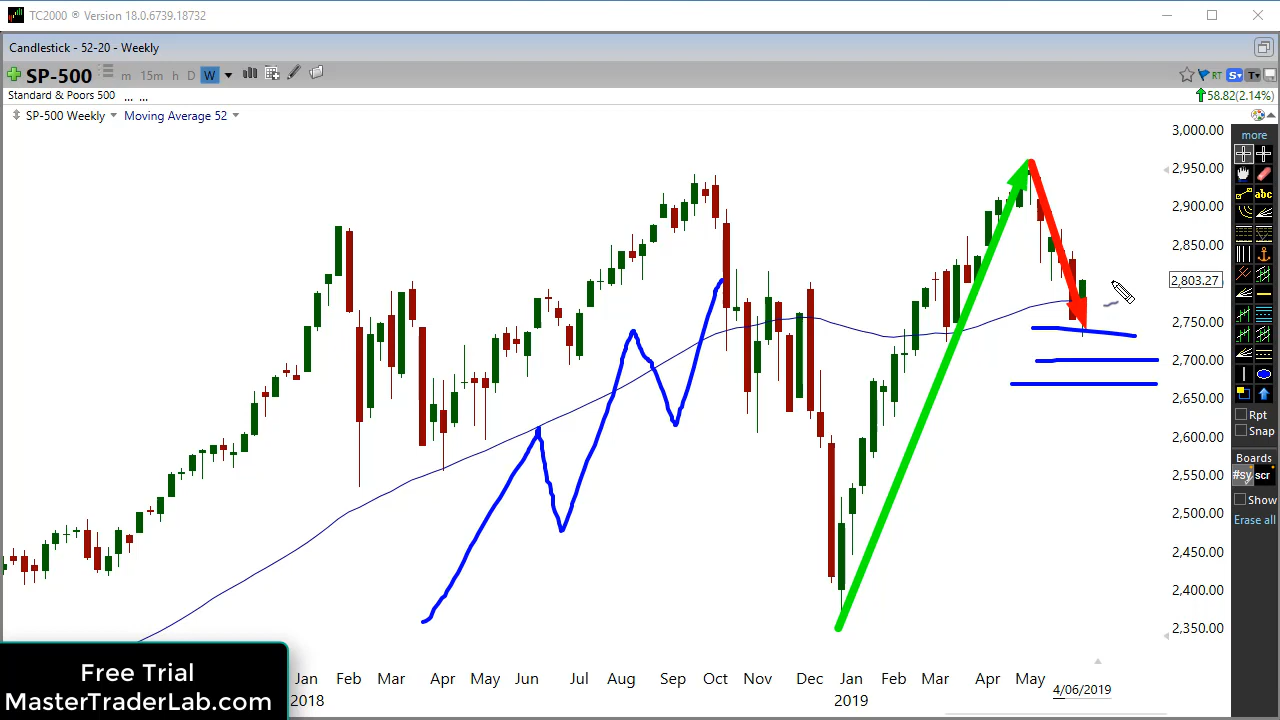 TC2000 ® Version 18.0.6739.18732
Candlestick - 52-20 - Weekly
SP-500 m 15m h D W RT S T
Standard & Poors 500 ... ... 58.82(2.14%)
SP-500 Weekly Moving Average 52
3,000.00
2,950.00
2,900.00
2,850.00
2,803.27
2,750.00
2,700.00
2,650.00
2,600.00
2,550.00
2,500.00
2,450.00
2,400.00
2,350.00
more
abc
Rpt
Snap
Boards
#sy scr
Show
Erase all
Jan Feb Mar Apr May Jun Jul Aug Sep Oct Nov Dec Jan Feb Mar Apr May
2018 2019 4/06/2019
Free Trial
MasterTraderLab.com